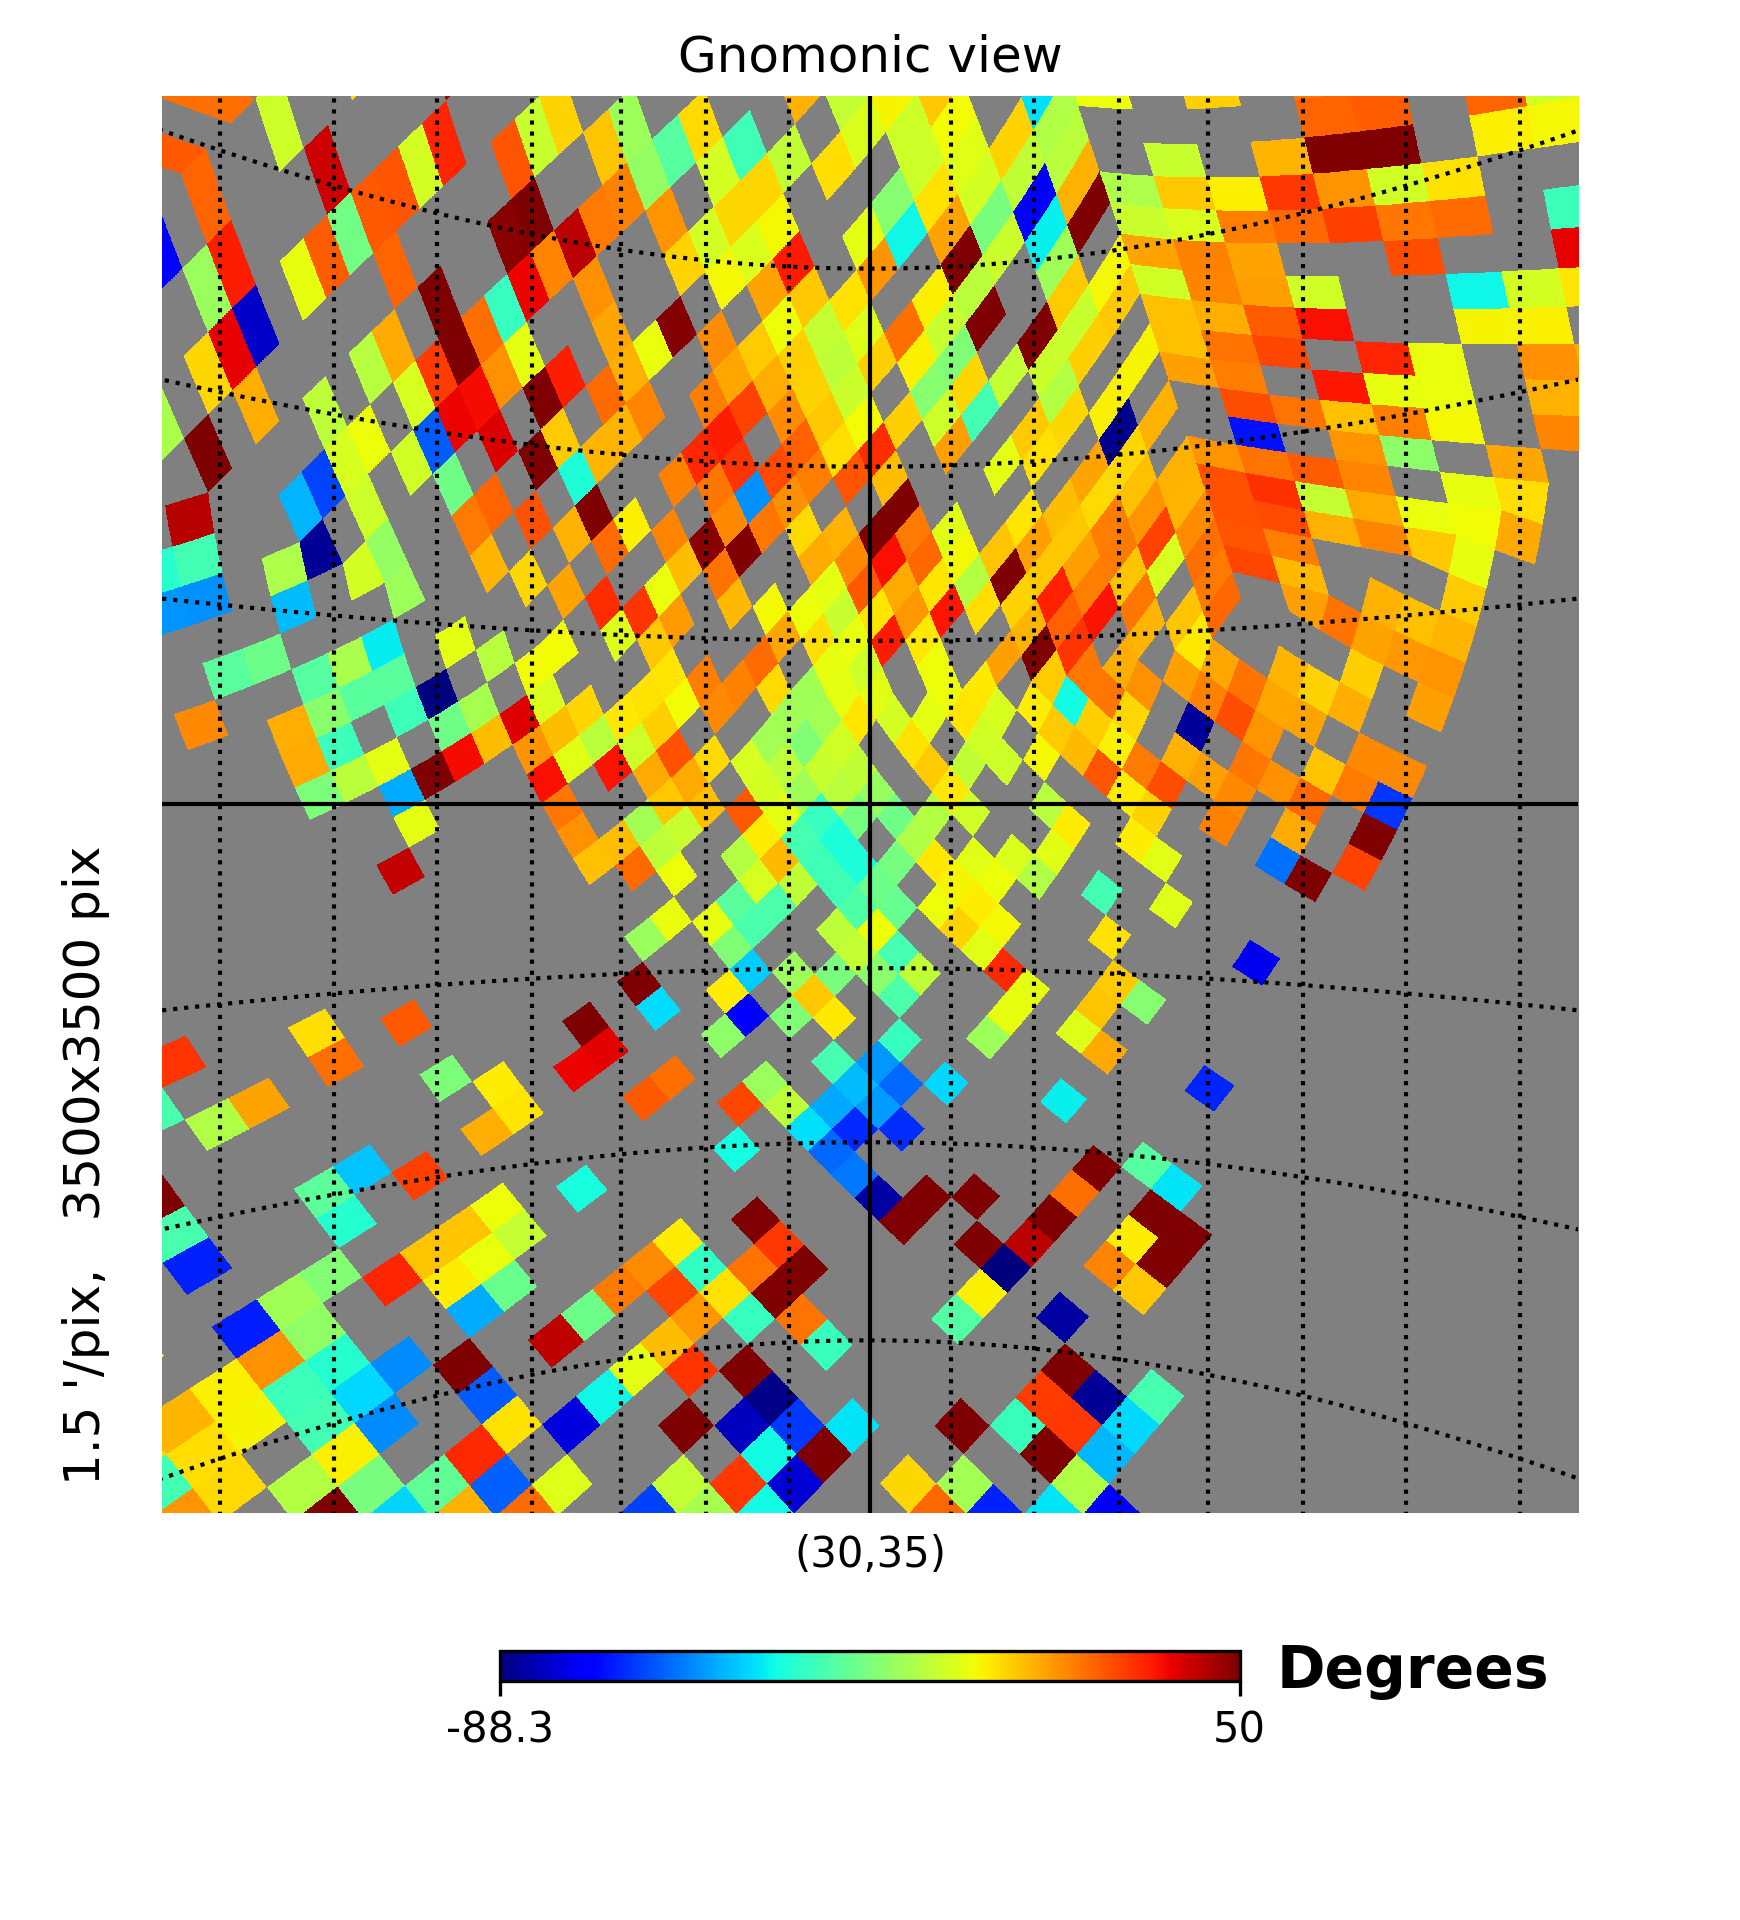 Gnomonic view
1.5 '/pix,   3500x3500 pix
(30,35)
Degrees
-88.3
50